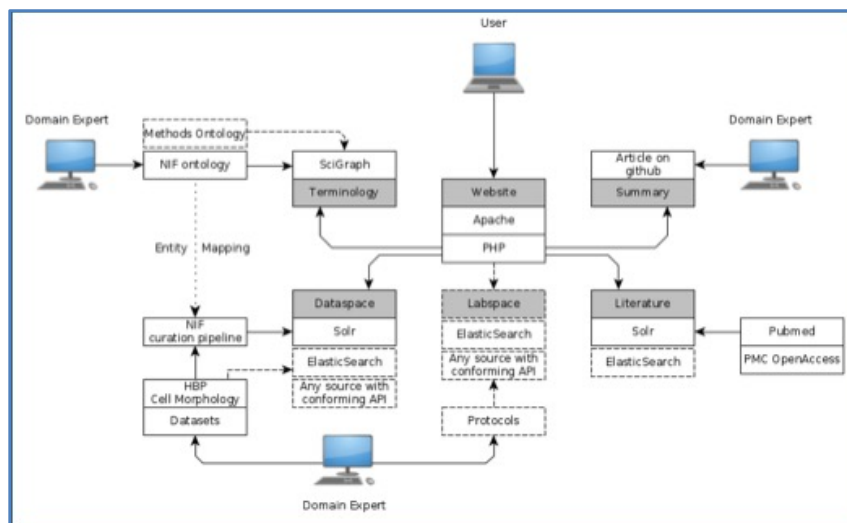 User
Domain Expert
Methods Ontology
NIF ontology
SciGraph
Terminology
Website
Apache
PHP
Article on
github
Summary
Domain Expert
Entity Mapping
NIF
curation pipeline
Dataspace
Solr
ElasticSearch
Any source with
conforming API
Labspace
ElasticSearch
Any source with
conforming API
Literature
Solr
ElasticSearch
Pubmed
PMC OpenAccess
HBP
Cell Morphology
Datasets
Protocols
Domain Expert